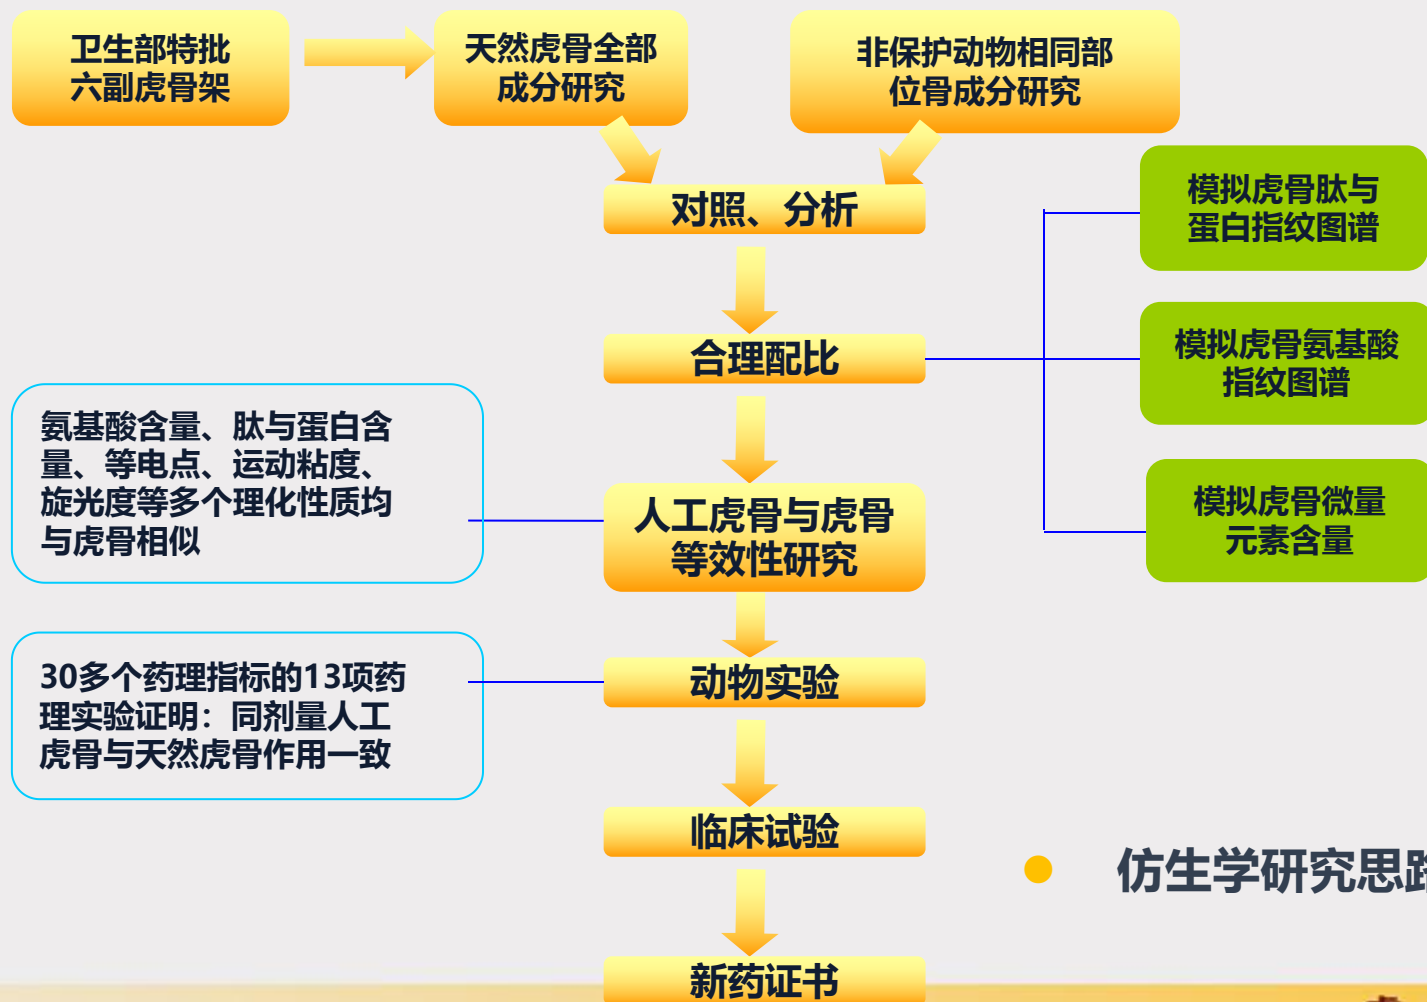 卫生部特批
六副虎骨架
天然虎骨全部
成分研究
非保护动物相同部
位骨成分研究
对照、分析
模拟虎骨肽与
蛋白指纹图谱
合理配比
模拟虎骨氨基酸
指纹图谱
氨基酸含量、肽与蛋白含
量、等电点、运动粘度、
旋光度等多个理化性质均
与虎骨相似
人工虎骨与虎骨
等效性研究
模拟虎骨微量
元素含量
30多个药理指标的13项药
理实验证明：同剂量人工
虎骨与天然虎骨作用一致
动物实验
临床试验
仿生学研究思路
新药证书